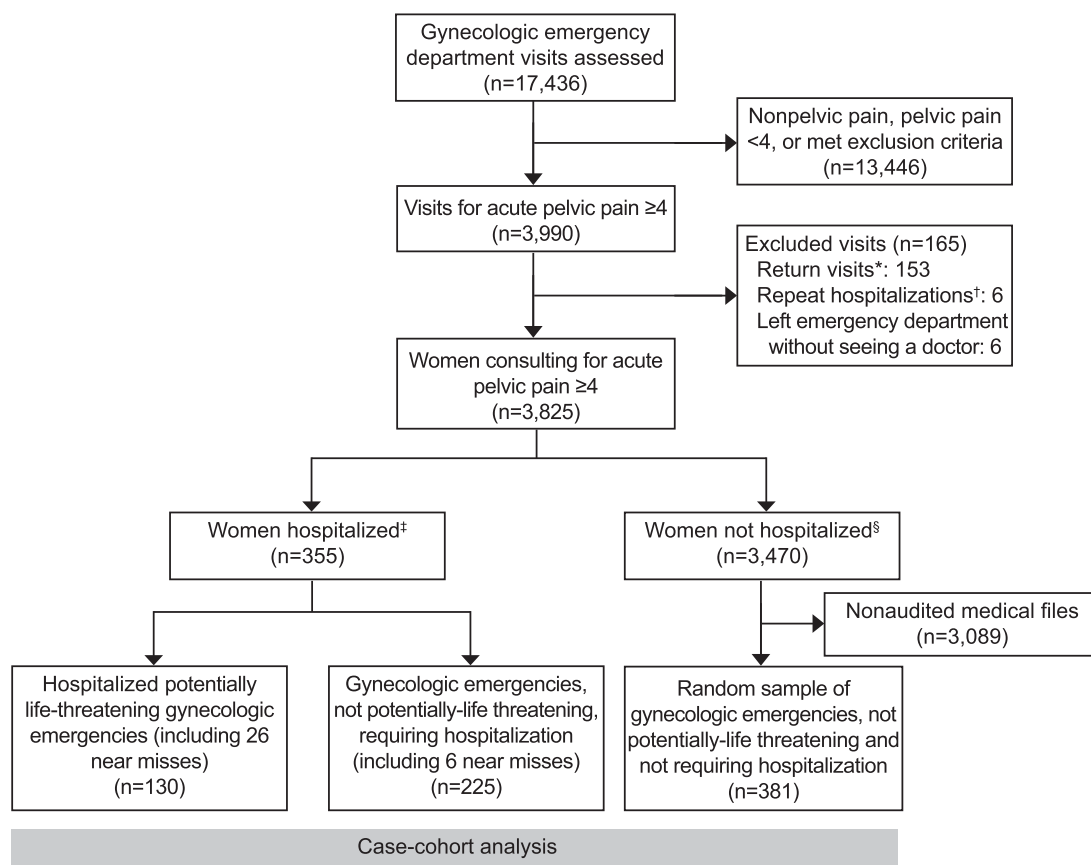 Gynecologic emergency
department visits assessed
(n=17,436)
Nonpelvic pain, pelvic pain
<4, or met exclusion criteria
(n=13,446)
Visits for acute pelvic pain ≥4
(n=3,990)
Excluded visits (n=165)
Return visits*: 153
Repeat hospitalizations†: 6
Left emergency department
without seeing a doctor: 6
Women consulting for acute
pelvic pain ≥4
(n=3,825)
Women hospitalized‡
(n=355)
Women not hospitalized§
(n=3,470)
Nonaudited medical files
(n=3,089)
Hospitalized potentially
life-threatening gynecologic
emergencies (including 26
near misses)
(n=130)
Gynecologic emergencies,
not potentially-life threatening,
requiring hospitalization
(including 6 near misses)
(n=225)
Random sample of
gynecologic emergencies, not
potentially-life threatening and
not requiring hospitalization
(n=381)
Case-cohort analysis